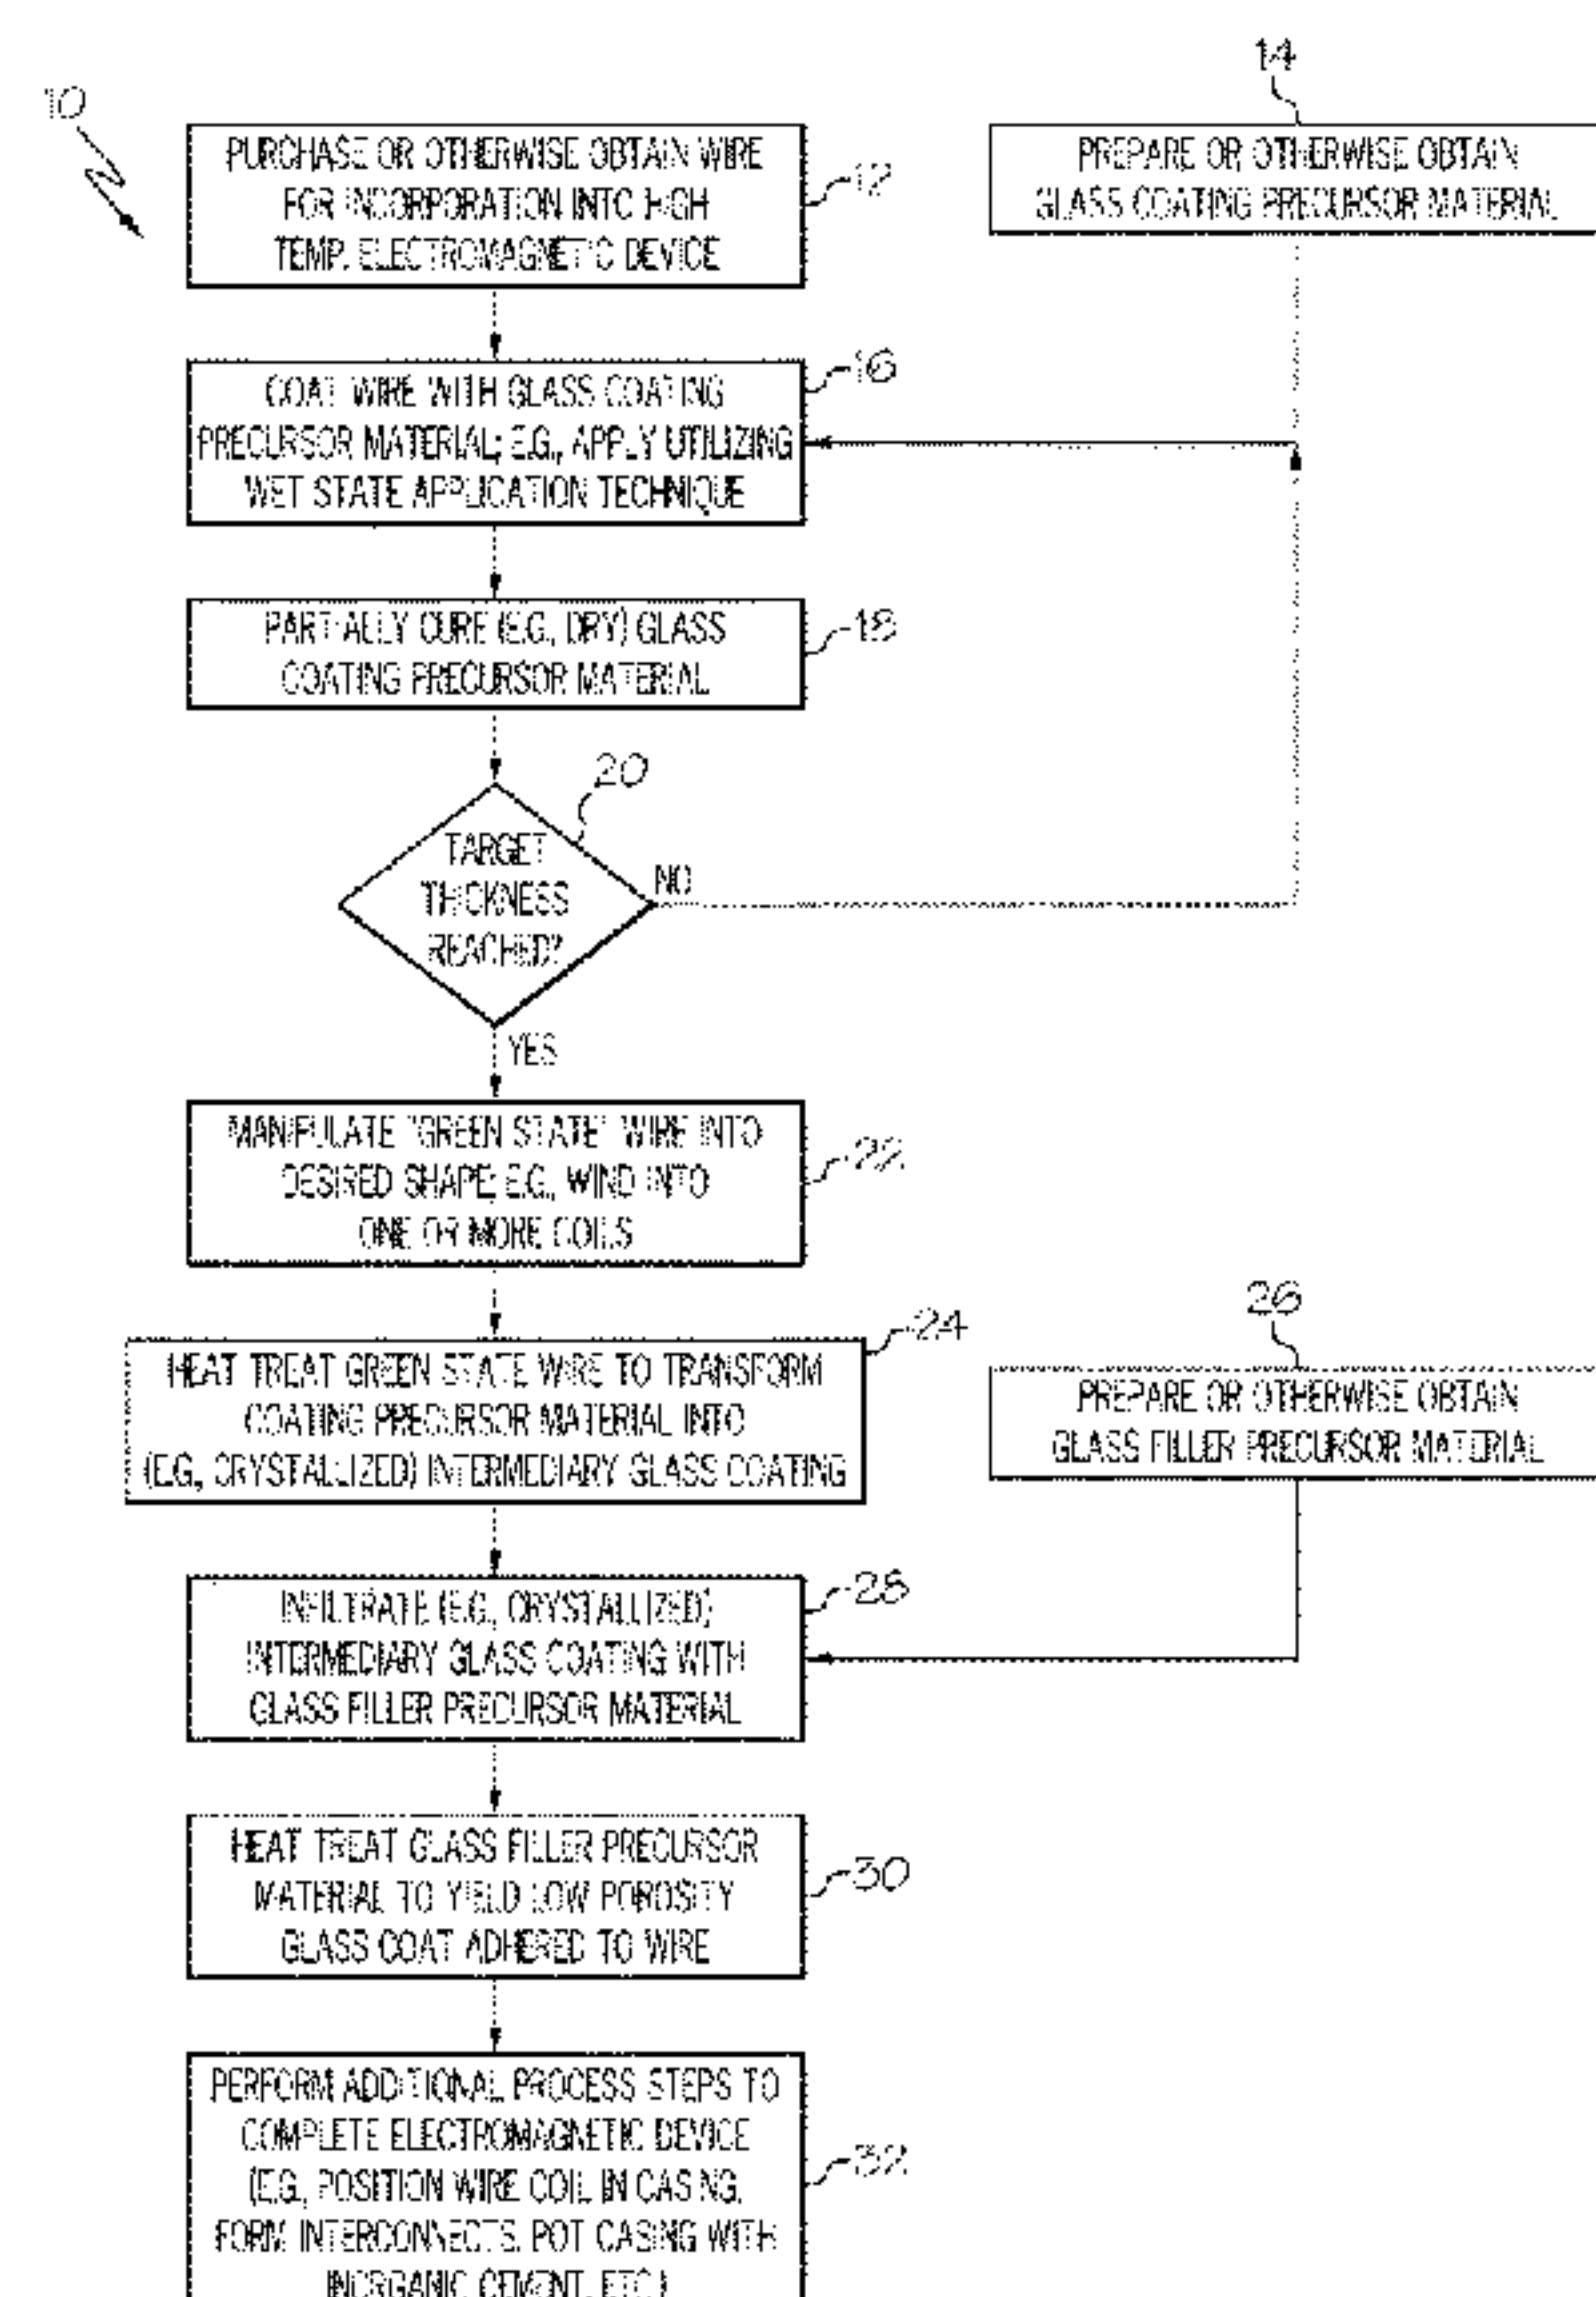 10
PURCHASE OR OTHERWISE OBTAIN WIRE
FOR INCORPORATION INTO HIGH
TEMP. ELECTROMAGNETIC DEVICE
12
14
PREPARE OR OTHERWISE OBTAIN
GLASS COATING PRECURSOR MATERIAL
16
COAT WIRE WITH GLASS COATING
PRECURSOR MATERIAL; E.G., APPLY UTILIZING
WET STATE APPLICATION TECHNIQUE
18
PARTIALLY CURE (E.G., DRY) GLASS
COATING PRECURSOR MATERIAL
20
TARGET
THICKNESS
REACHED?
NO
YES
MANIPULATE "GREEN STATE" WIRE INTO
DESIRED SHAPE; E.G., WIND INTO
ONE OR MORE COILS
22
24
HEAT TREAT GREEN STATE WIRE TO TRANSFORM
COATING PRECURSOR MATERIAL INTO
(E.G., CRYSTALLIZED) INTERMEDIARY GLASS COATING
26
PREPARE OR OTHERWISE OBTAIN
GLASS FILLER PRECURSOR MATERIAL
28
INFILTRATE (E.G., CRYSTALLIZED)
INTERMEDIARY GLASS COATING WITH
GLASS FILLER PRECURSOR MATERIAL
HEAT TREAT GLASS FILLER PRECURSOR
MATERIAL TO YIELD LOW POROSITY
GLASS COAT ADHERED TO WIRE
30
PERFORM ADDITIONAL PROCESS STEPS TO
COMPLETE ELECTROMAGNETIC DEVICE
(E.G., POSITION WIRE COIL IN CASING,
FORM INTERCONNECTS, POT CASING WITH
INORGANIC CEMENT, ETC.)
32